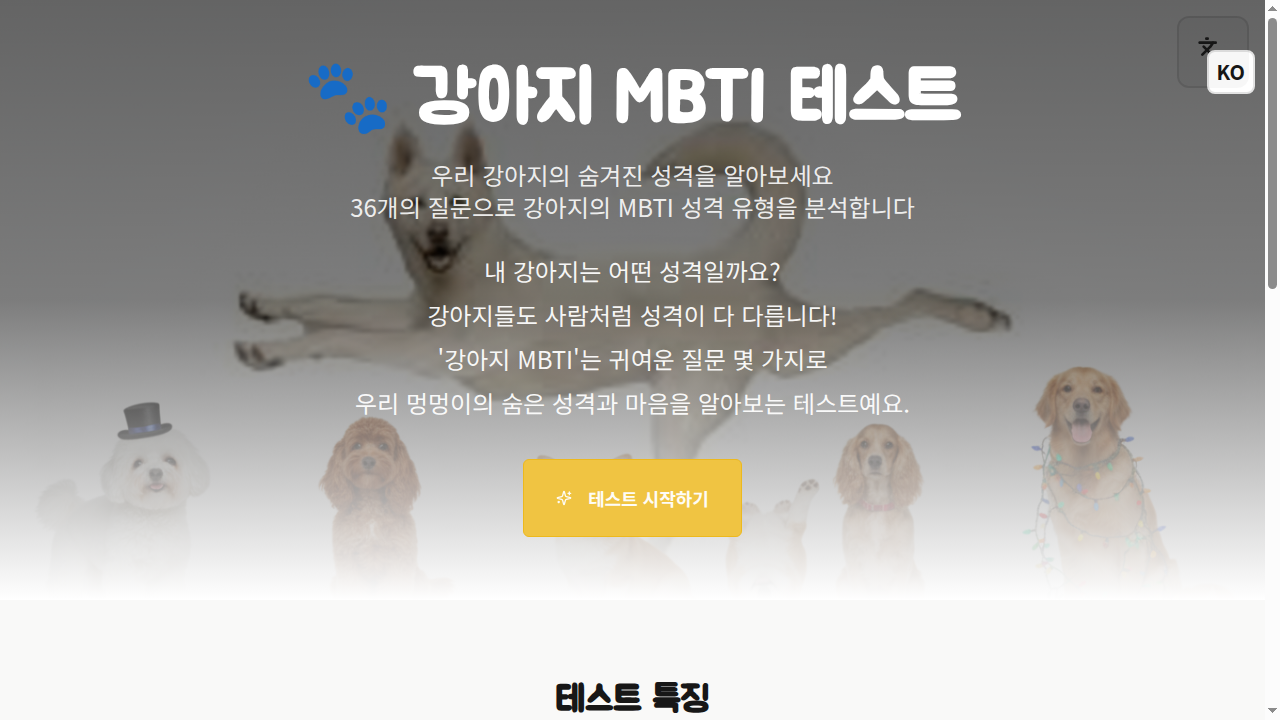 KO
🐾 강아지 MBTI 테스트
우리 강아지의 숨겨진 성격을 알아보세요
36개의 질문으로 강아지의 MBTI 성격 유형을 분석합니다
내 강아지는 어떤 성격일까요?
강아지들도 사람처럼 성격이 다 다릅니다!
'강아지 MBTI'는 귀여운 질문 몇 가지로
우리 멍멍이의 숨은 성격과 마음을 알아보는 테스트예요.
테스트 시작하기
테스트 특징